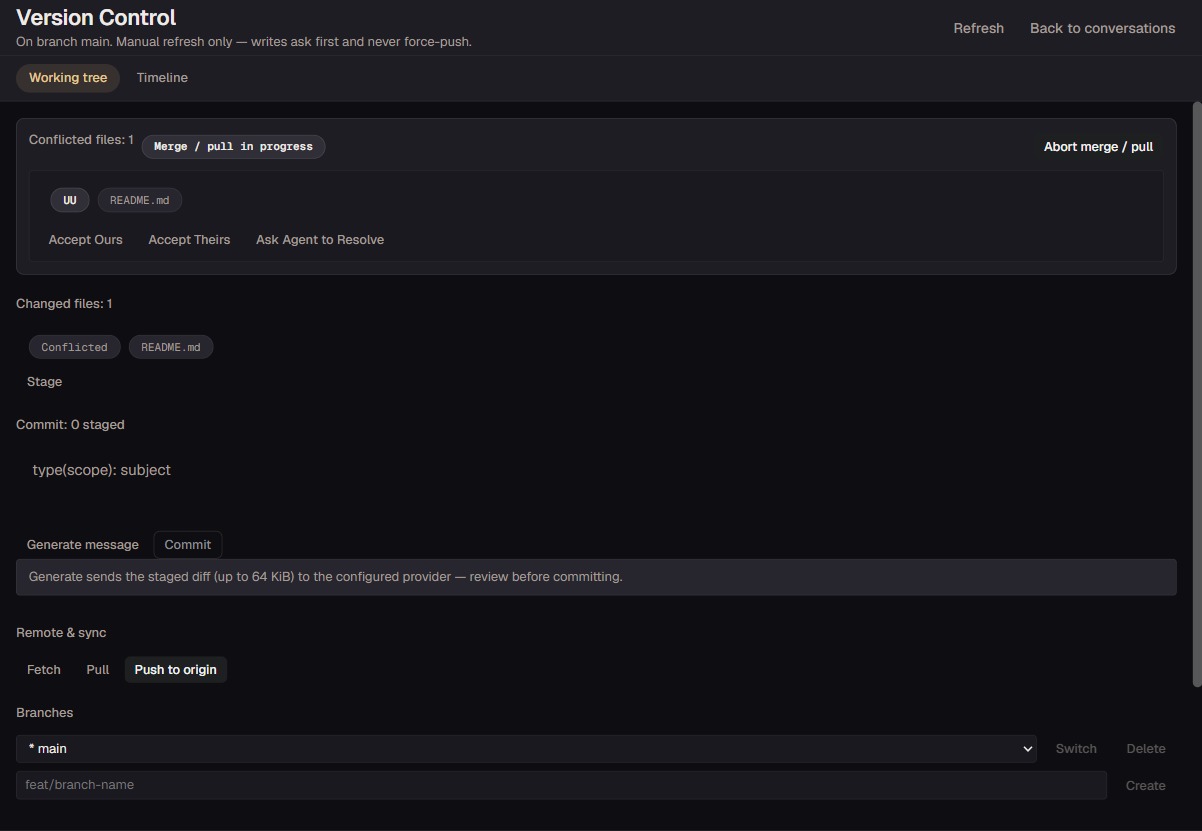 Version Control
On branch main. Manual refresh only — writes ask first and never force-push.
Refresh
Back to conversations
Working tree
Timeline
Conflicted files: 1
Merge / pull in progress
Abort merge / pull
UU
README.md
Accept Ours
Accept Theirs
Ask Agent to Resolve
Changed files: 1
Conflicted
README.md
Stage
Commit: 0 staged
type(scope): subject
Generate message
Commit
Generate sends the staged diff (up to 64 KiB) to the configured provider — review before committing.
Remote & sync
Fetch
Pull
Push to origin
Branches
* main
Switch
Delete
feat/branch-name
Create